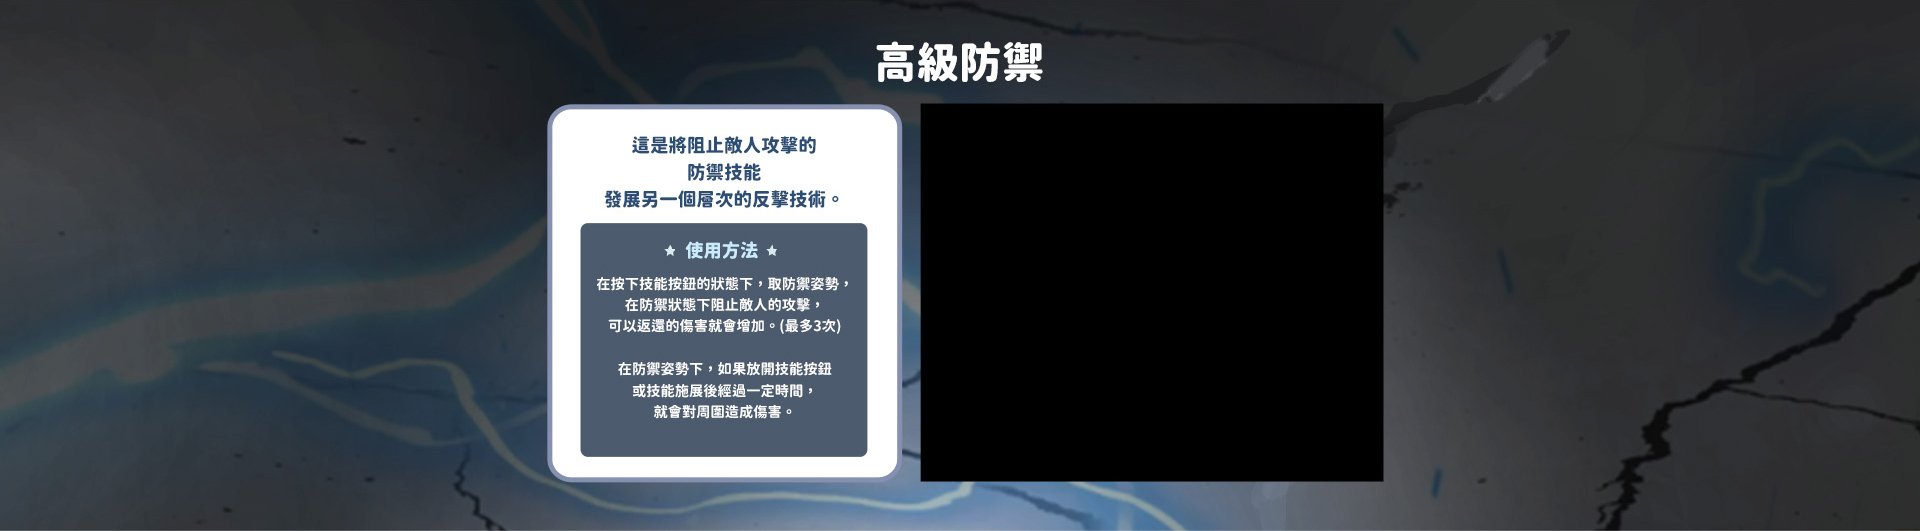 高級防禦
這是將阻止敵人攻擊的
防禦技能
發展另一個層次的反擊技術。
★ 使用方法 ★
在按下技能按鈕的狀態下，取防禦姿勢，
在防禦狀態下阻止敵人的攻擊，
可以返還的傷害就會增加。(最多3次)
在防禦姿勢下，如果放開技能按鈕
或技能施展後經過一定時間，
就會對周圍造成傷害。